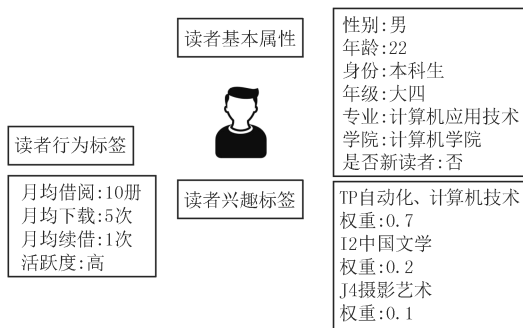 读者基本属性
性别:男
年龄:22
身份:本科生
年级:大四
专业:计算机应用技术
学院:计算机学院
是否新读者:否
读者行为标签
月均借阅:10册
月均下载:5次
月均续借:1次
活跃度:高
读者兴趣标签
TP自动化、计算机技术
权重:0.7
I2中国文学
权重:0.2
J4摄影艺术
权重:0.1